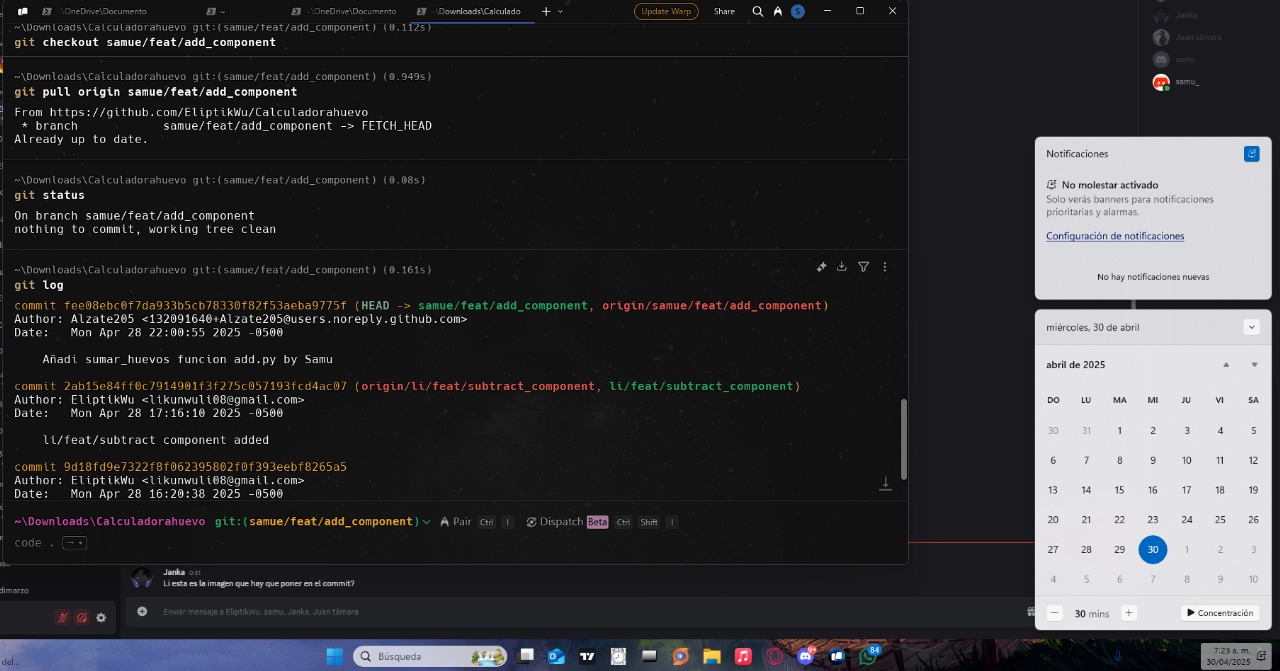 \OneDrive\Documento
~
\OneDrive\Documento
~\Downloads\Calculado
Update Warp
Share
S
~\Downloads\Calculadorahuevo git:(samue/feat/add_component) (0.112s)
git checkout samue/feat/add_component
~\Downloads\Calculadorahuevo git:(samue/feat/add_component) (0.949s)
git pull origin samue/feat/add_component
From https://github.com/EliptikWu/Calculadorahuevo
* branch            samue/feat/add_component -> FETCH_HEAD
Already up to date.
~\Downloads\Calculadorahuevo git:(samue/feat/add_component) (0.08s)
git status
On branch samue/feat/add_component
nothing to commit, working tree clean
~\Downloads\Calculadorahuevo git:(samue/feat/add_component) (0.161s)
git log
commit fee08ebc0f7da933b5cb78330f82f53aeba9775f (HEAD -> samue/feat/add_component, origin/samue/feat/add_component)
Author: Alzate205 <132091640+Alzate205@users.noreply.github.com>
Date:   Mon Apr 28 22:00:55 2025 -0500
Añadi sumar_huevos funcion add.py by Samu
commit 2ab15e84ff0c7914901f3f275c057193fcd4ac07 (origin/li/feat/subtract_component, li/feat/subtract_component)
Author: EliptikWu <likunwuli08@gmail.com>
Date:   Mon Apr 28 17:16:10 2025 -0500
li/feat/subtract component added
commit 9d18fd9e7322f8f062395802f0f393eebf8265a5
Author: EliptikWu <likunwuli08@gmail.com>
Date:   Mon Apr 28 16:20:38 2025 -0500
~\Downloads\Calculadorahuevo git:(samue/feat/add_component) Pair Ctrl I Dispatch Beta Ctrl Shift I
code .
Janka
Juan támara
samu
samu_
Notificaciones
No molestar activado
Solo verás banners para notificaciones
prioritarias y alarmas.
Configuración de notificaciones
No hay notificaciones nuevas
miércoles, 30 de abril
abril de 2025
DO LU MA MI JU VI SA
30 31 1 2 3 4 5
6 7 8 9 10 11 12
13 14 15 16 17 18 19
20 21 22 23 24 25 26
27 28 29 30 1 2 3
4 5 6 7 8 9 10
30 mins
Concentración
Janka 0:31
Li esta es la imagen que hay que poner en el commit?
Enviar mensaje a EliptikWu, samu, Janka, Juan támara
dimarzo
del...
Búsqueda
9+
84
7:23 a. m.
30/04/2025